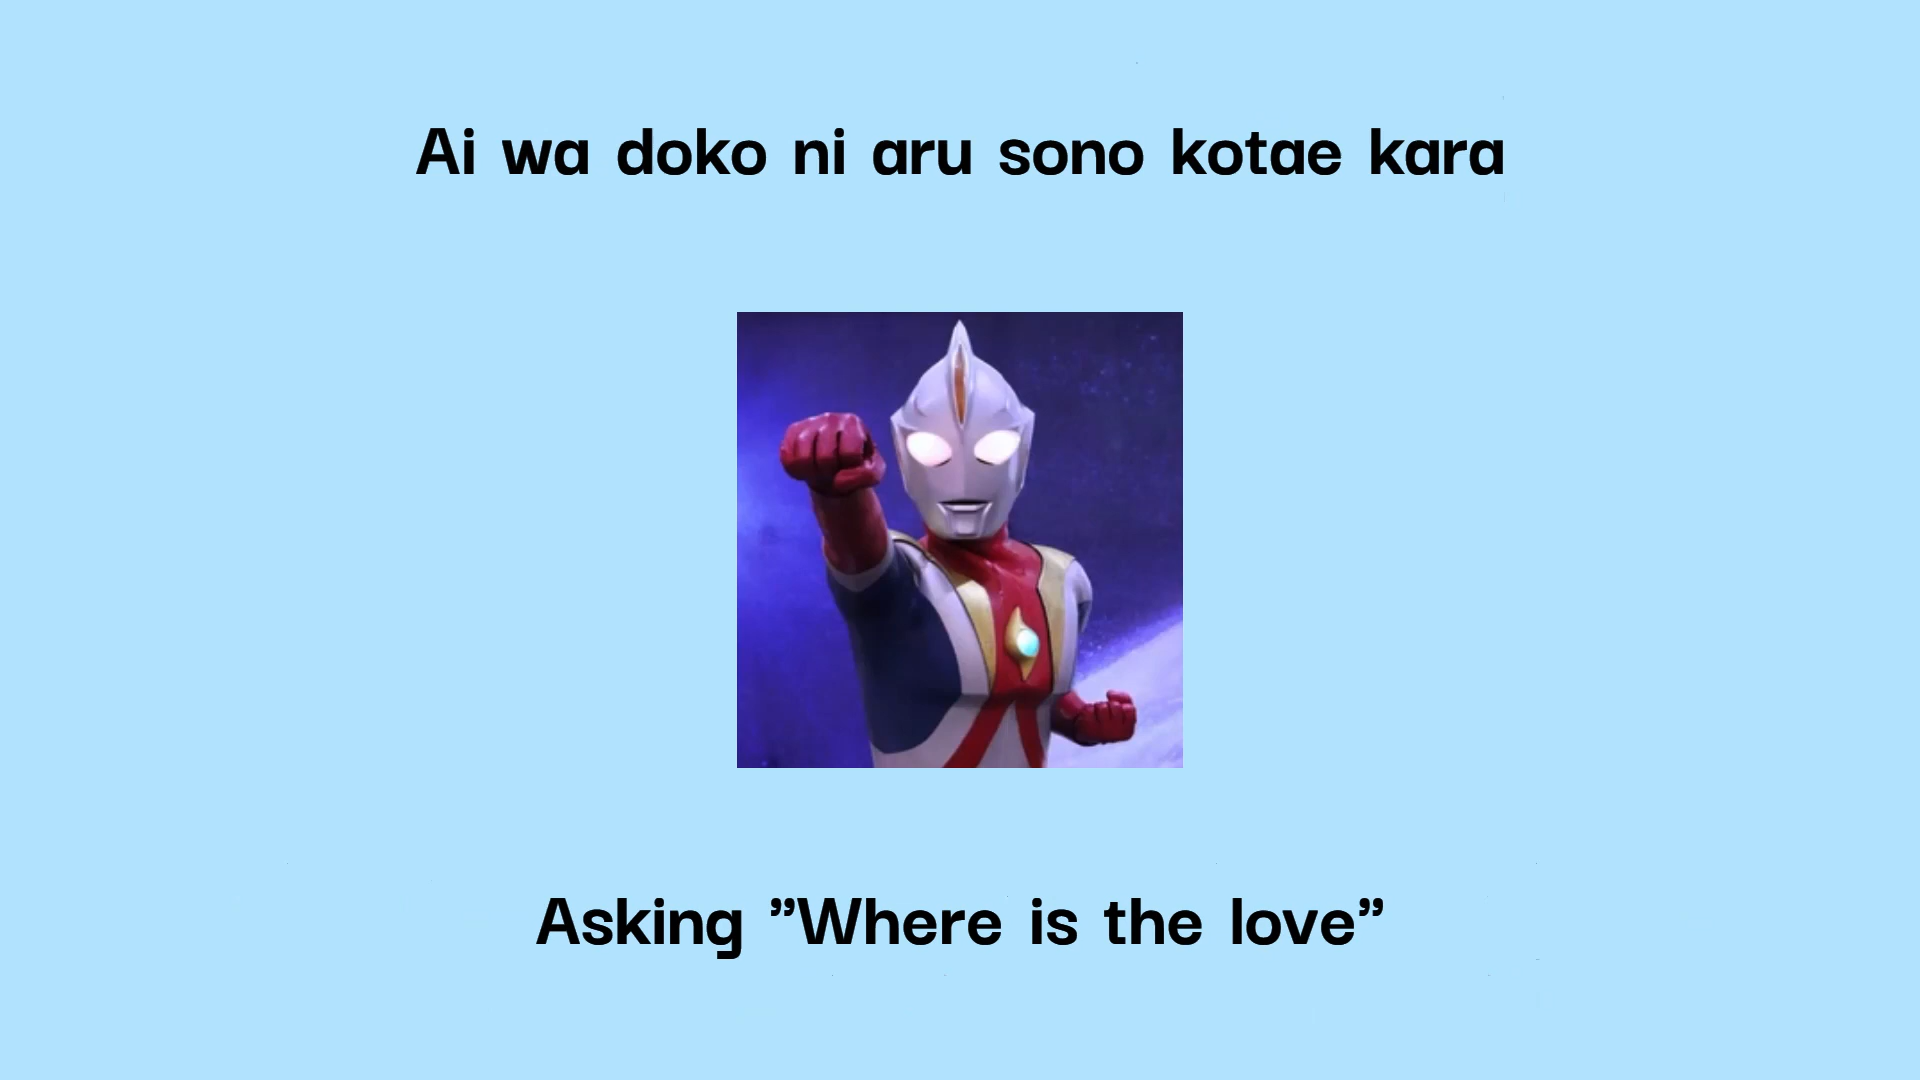 Ai wa doko ni aru sono kotae kara
Asking ”Where is the love”